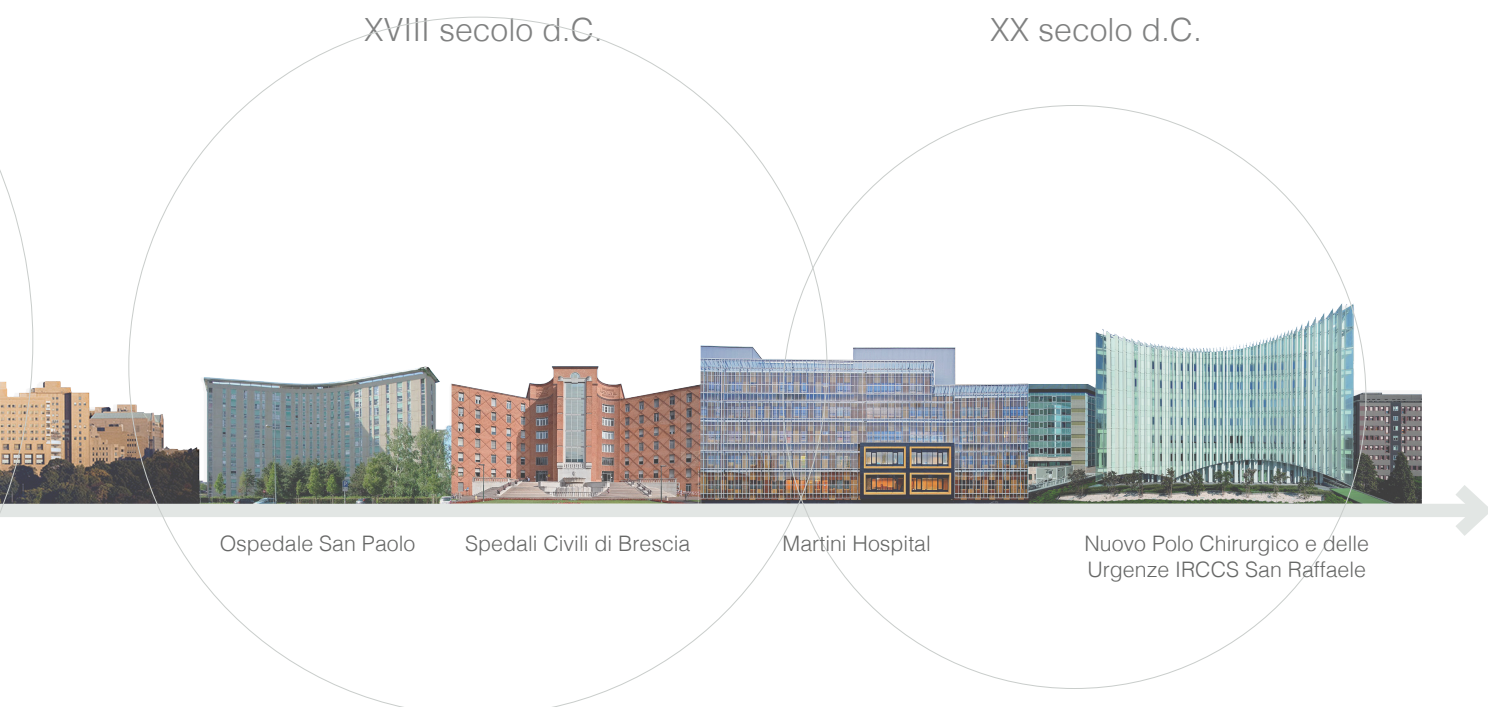 XVIII secolo d.C.
XX secolo d.C.
Ospedale San Paolo
Spedali Civili di Brescia
Martini Hospital
Nuovo Polo Chirurgico e delle
Urgenze IRCCS San Raffaele